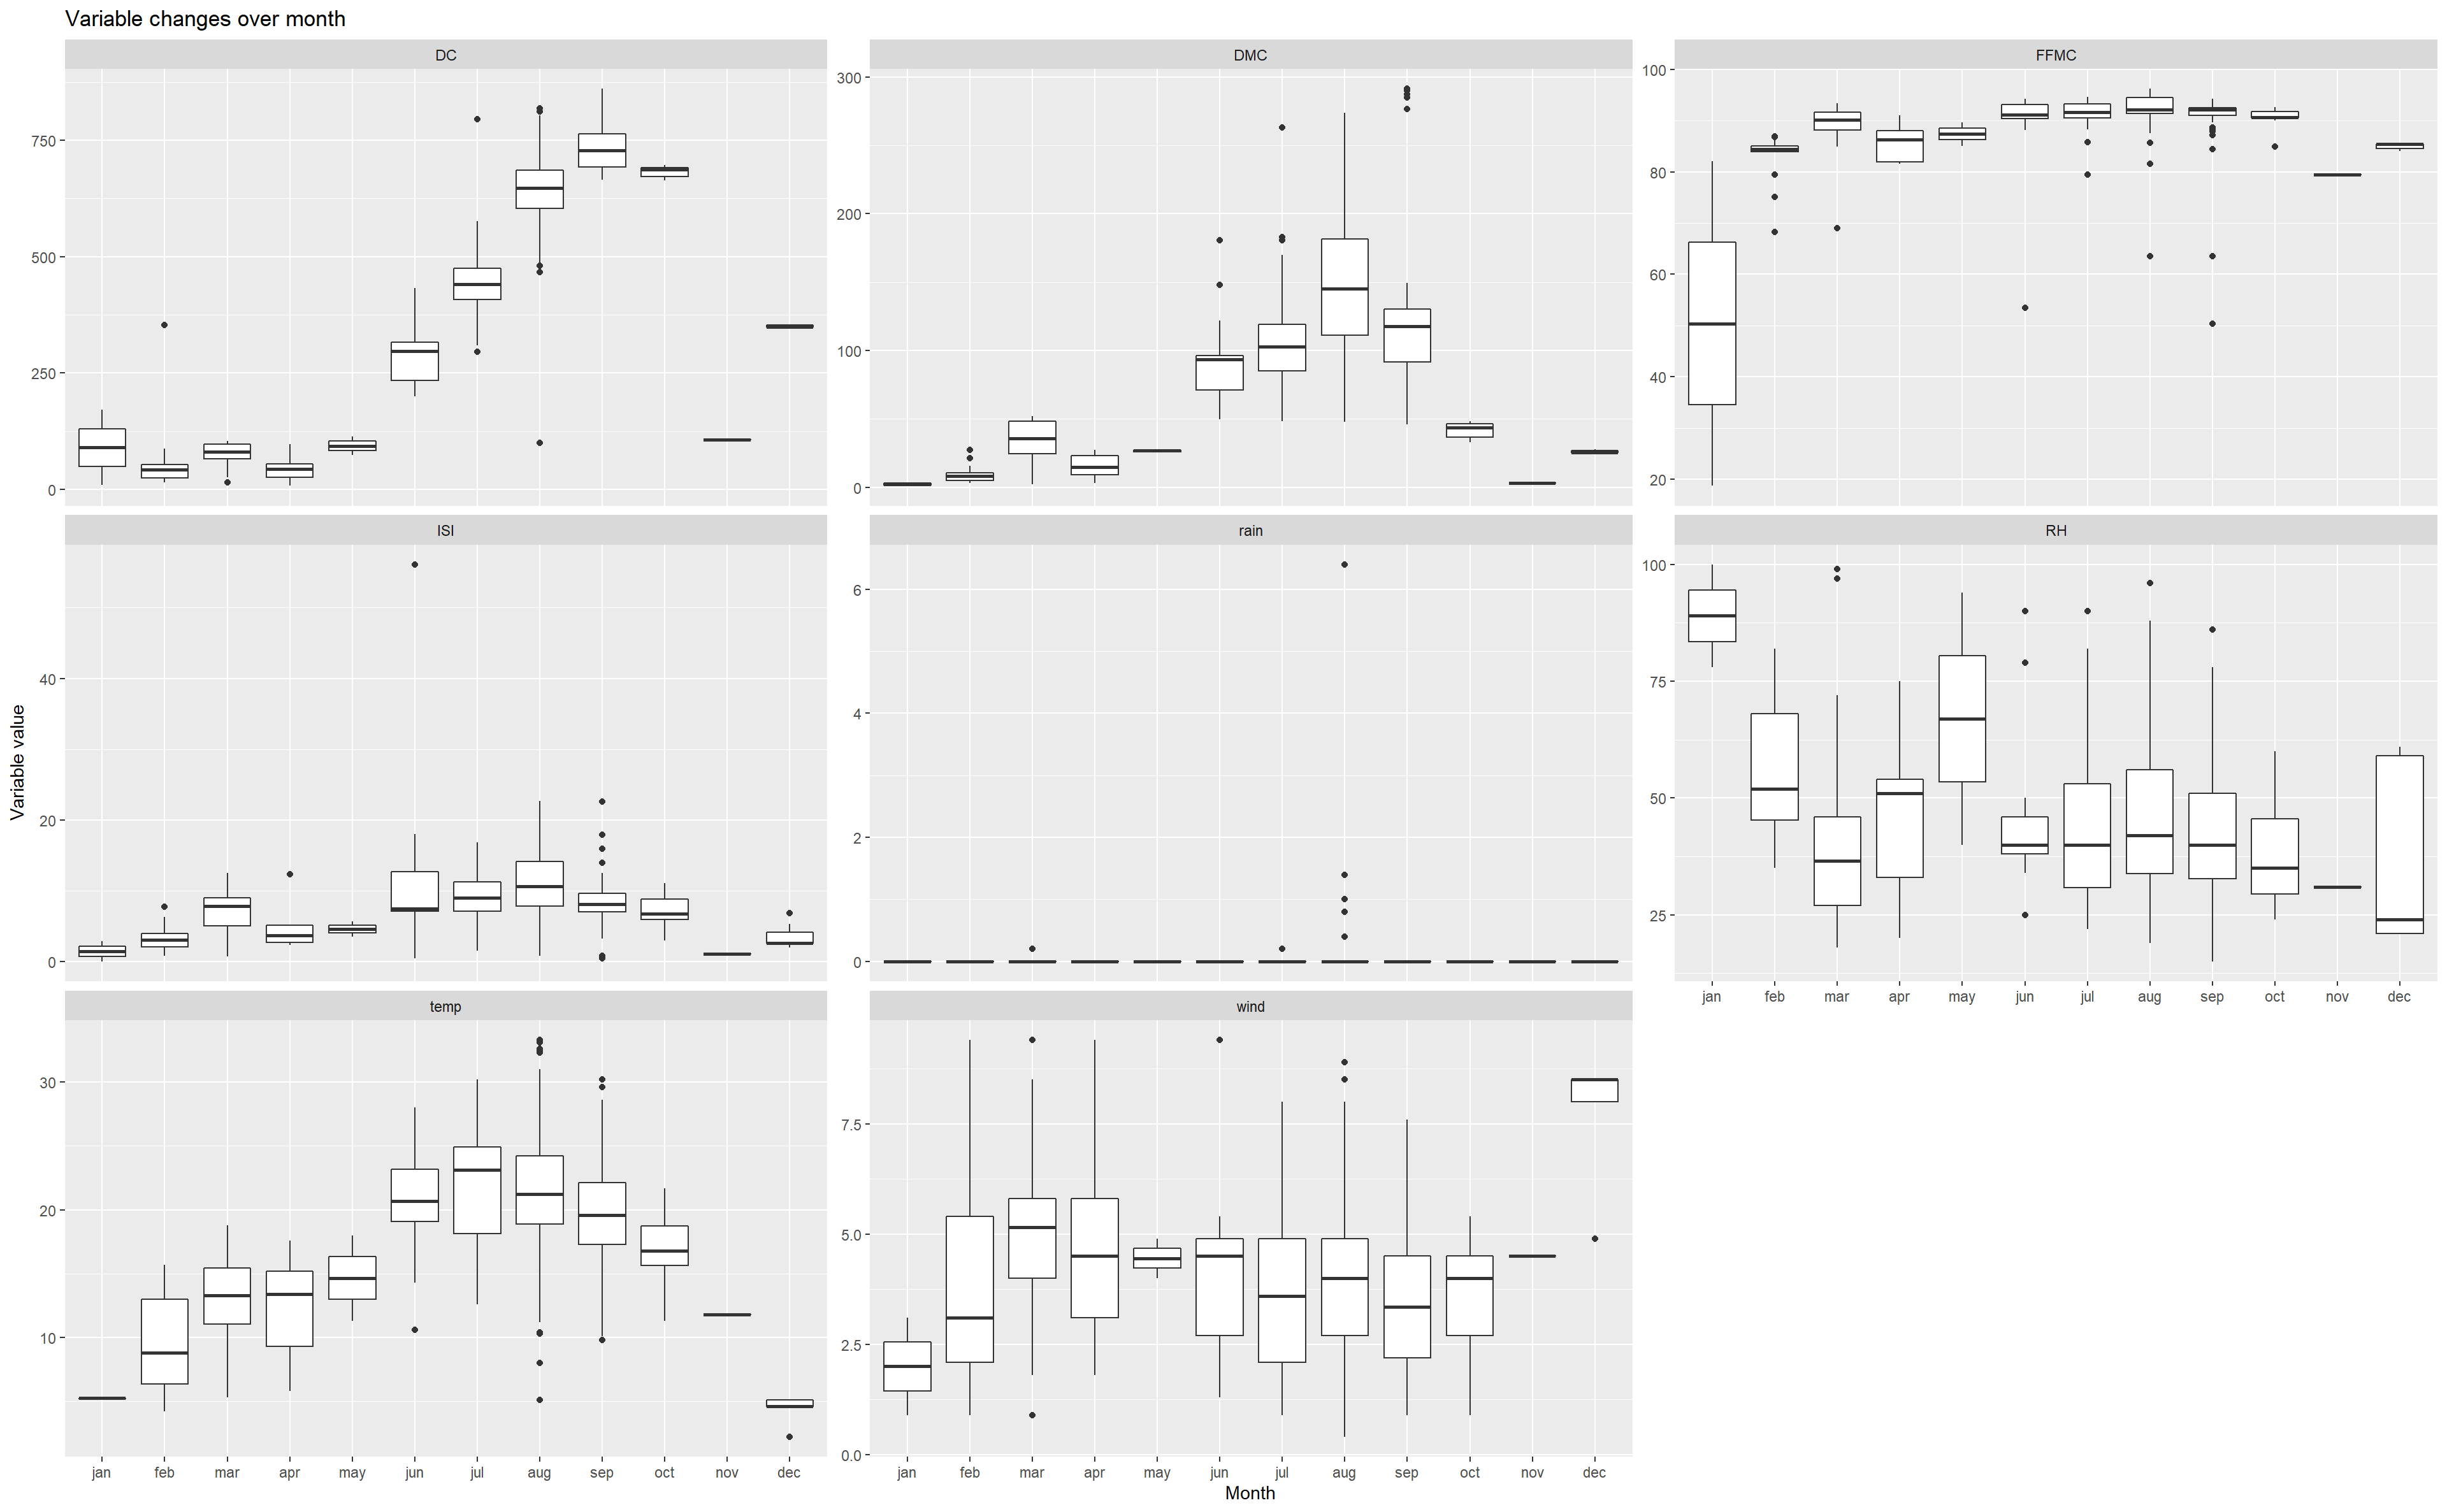 Variable changes over month
DC
DMC
FFMC
750
500
250
0
300
200
100
0
100
80
60
40
20
ISI
rain
RH
Variable value
40
20
0
6
4
2
0
100
75
50
25
jan feb mar apr may jun jul aug sep oct nov dec
temp
wind
30
20
10
7.5
5.0
2.5
0.0
jan feb mar apr may jun jul aug sep oct nov dec
jan feb mar apr may jun jul aug sep oct nov dec
Month